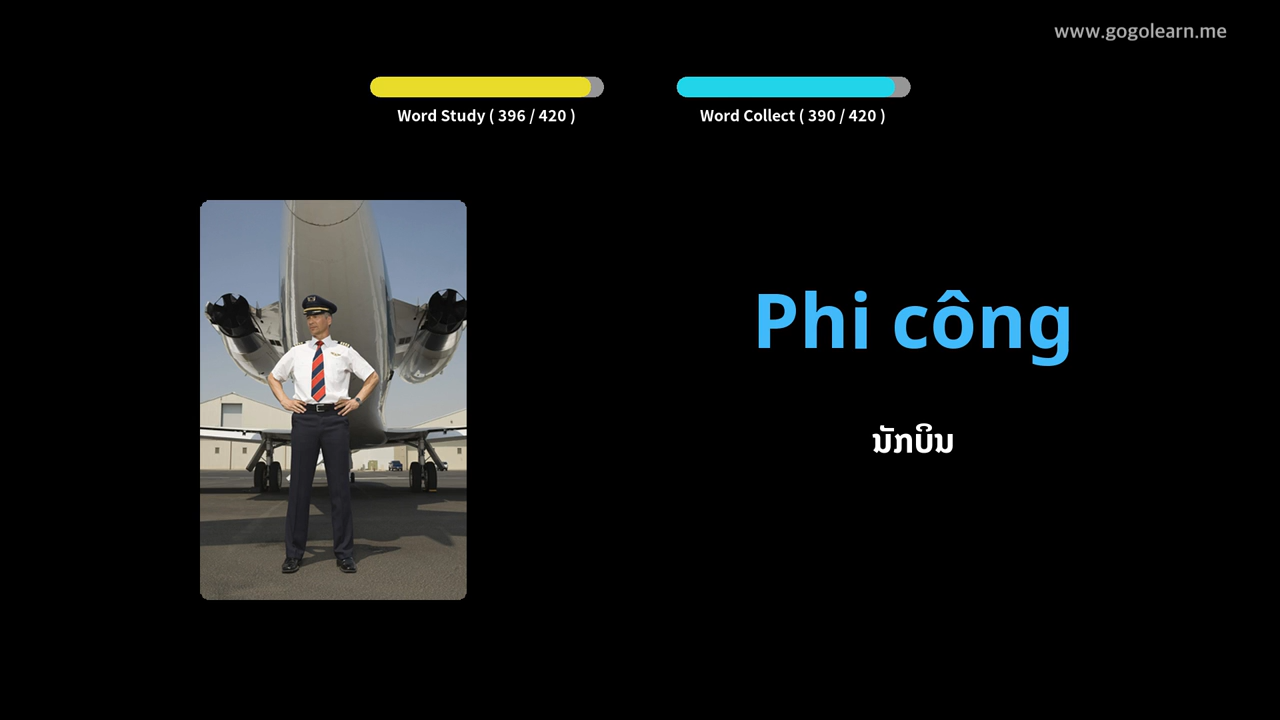 www.gogolearn.me
Word Study ( 396 / 420 )
Word Collect ( 390 / 420 )
Phi công
ນັກບິນ